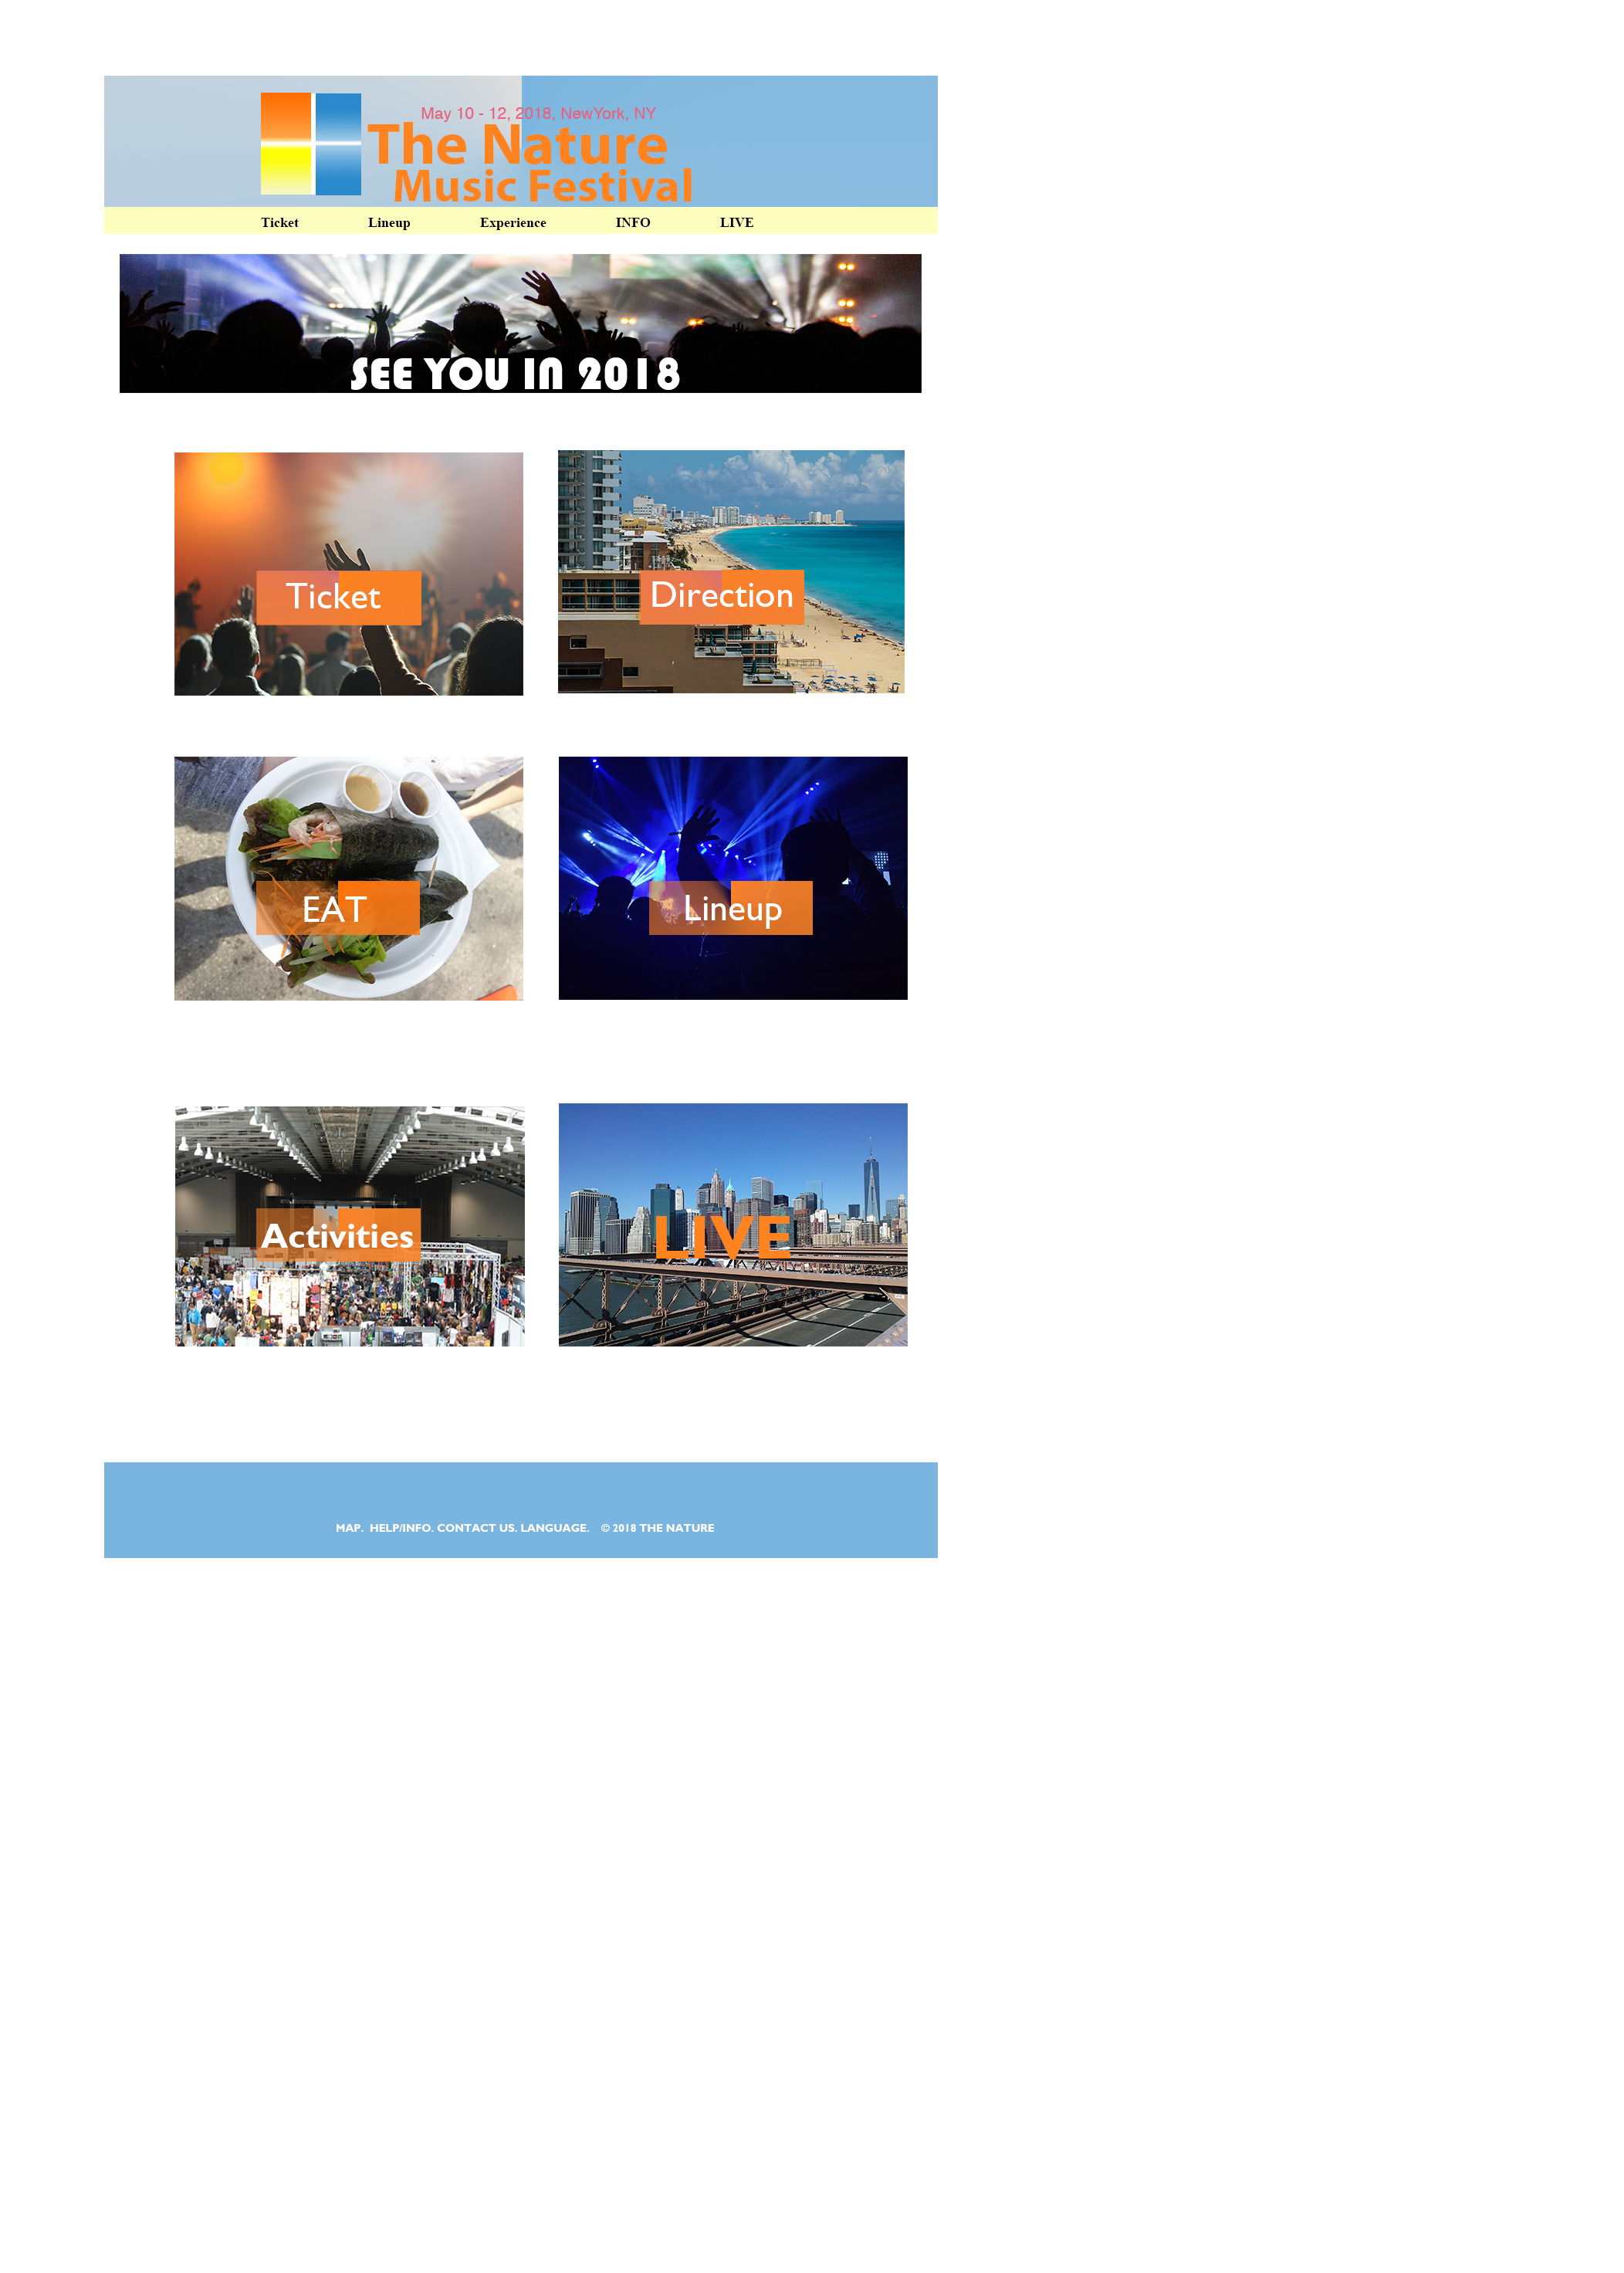 May 10 - 12, 2018, NewYork, NY
The Nature
Music Festival
Ticket Lineup Experience INFO LIVE
SEE YOU IN 2018
Ticket
Direction
EAT
Lineup
Activities
LIVE
MAP. HELP/INFO. CONTACT US. LANGUAGE. © 2018 THE NATURE